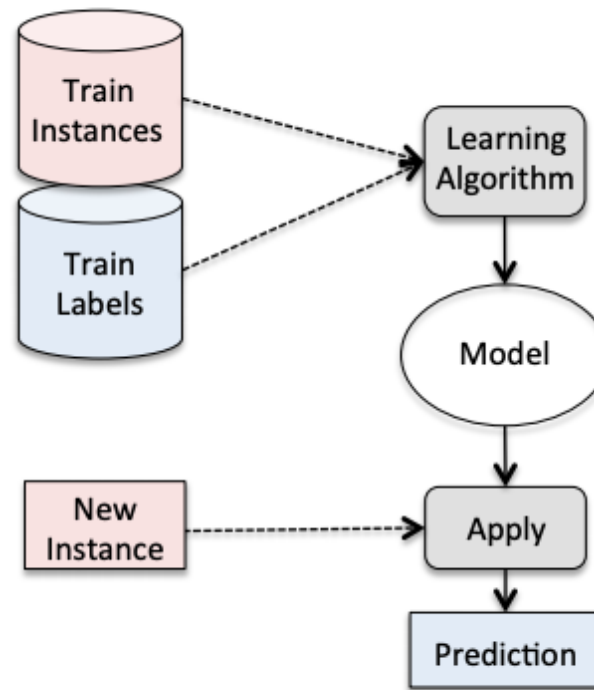 Train
Instances
Train
Labels
Learning
Algorithm
Model
New
Instance
Apply
Prediction